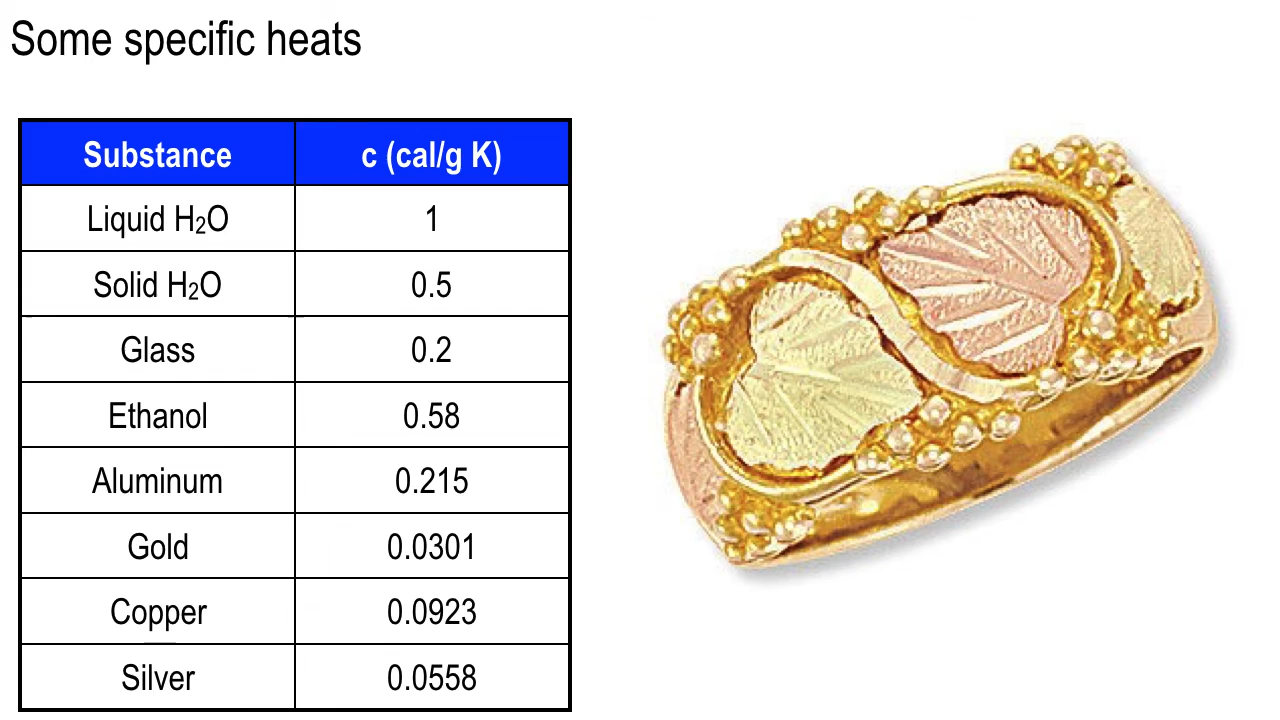 Some specific heats
Substance c (cal/g K)
Liquid H₂O 1
Solid H₂O 0.5
Glass 0.2
Ethanol 0.58
Aluminum 0.215
Gold 0.0301
Copper 0.0923
Silver 0.0558